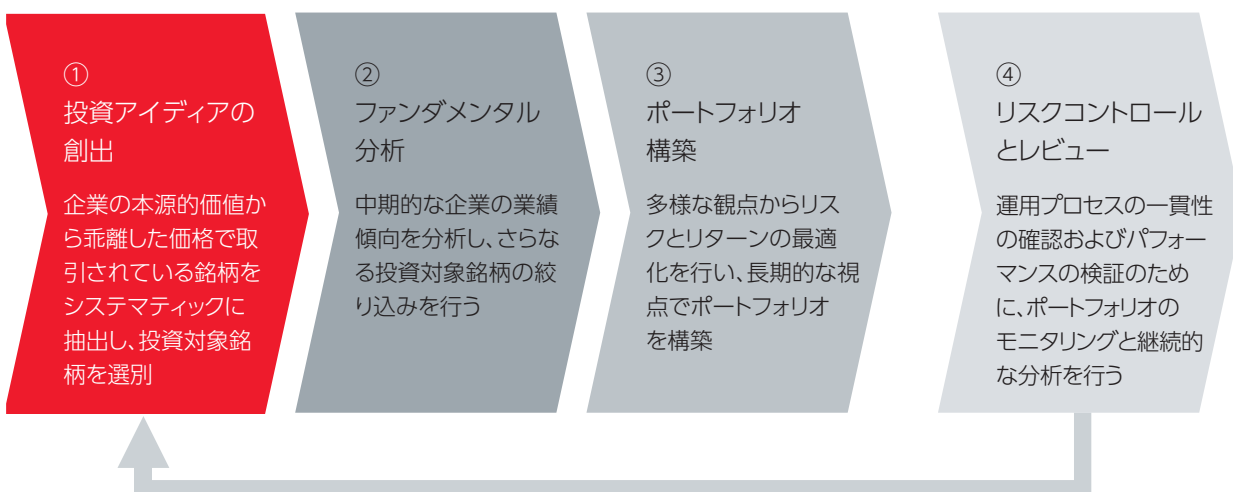 ①
投資アイディアの
創出
企業の本源的価値か
ら乖離した価格で取
引されている銘柄を
システマティックに
抽出し、投資対象銘
柄を選別
②
ファンダメンタル
分析
中期的な企業の業績
傾向を分析し、さらな
る投資対象銘柄の絞
り込みを行う
③
ポートフォリオ
構築
多様な観点からリス
クとリターンの最適
化を行い、長期的な視
点でポートフォリオ
を構築
④
リスクコントロール
とレビュー
運用プロセスの一貫性
の確認およびパフォー
マンスの検証のため
に、ポートフォリオの
モニタリングと継続的
な分析を行う